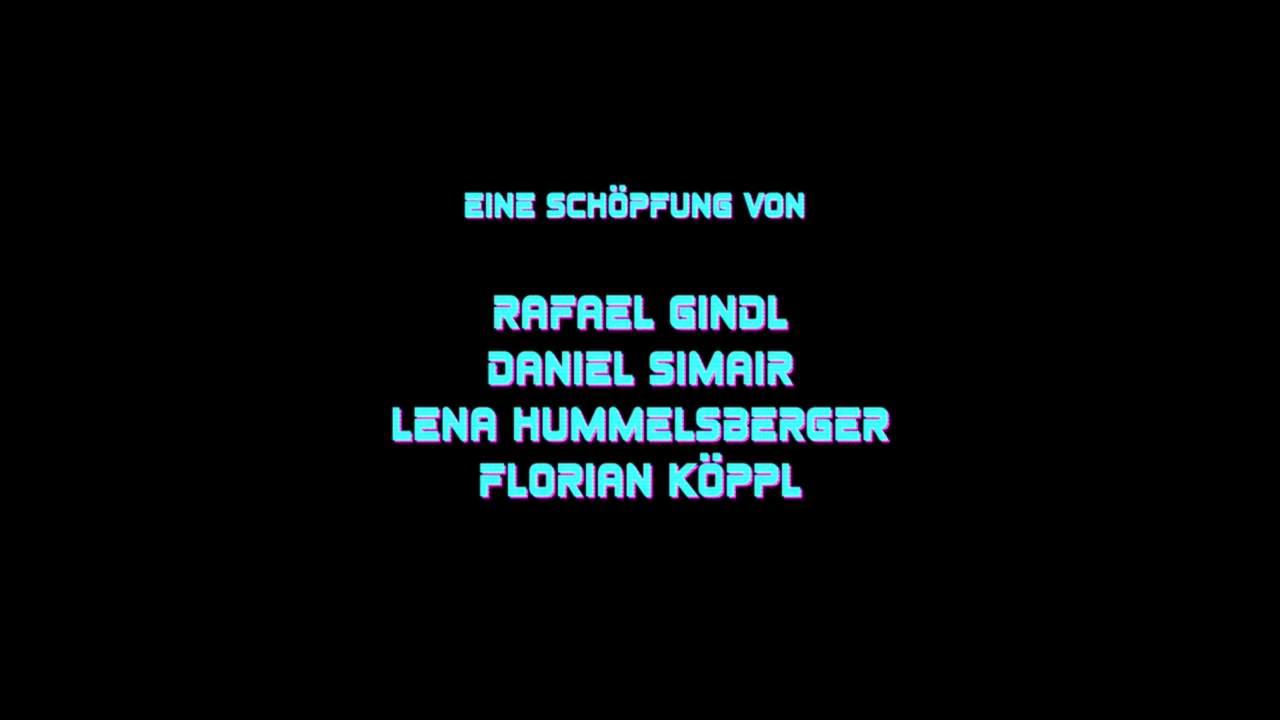 EINE SCHÖPFUNG VON
RAFAEL GINDL
DANIEL SIMAIR
LENA HUMMELSBERGER
FLORIAN KÖPPL